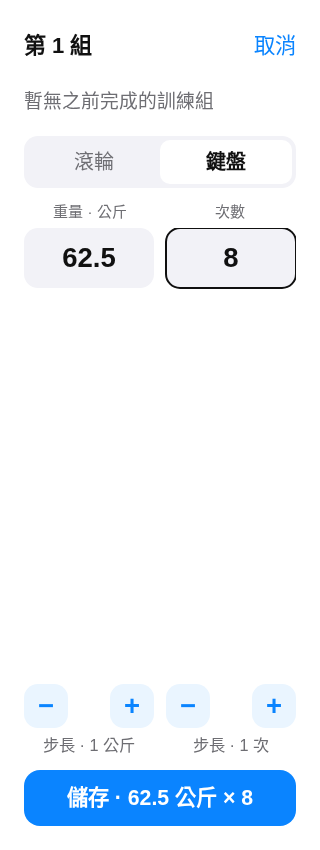 第 1 組
取消
暫無之前完成的訓練組
滾輪
鍵盤
重量 · 公斤
次數
62.5
8
− + − +
步長 · 1 公斤
步長 · 1 次
儲存 · 62.5 公斤 × 8